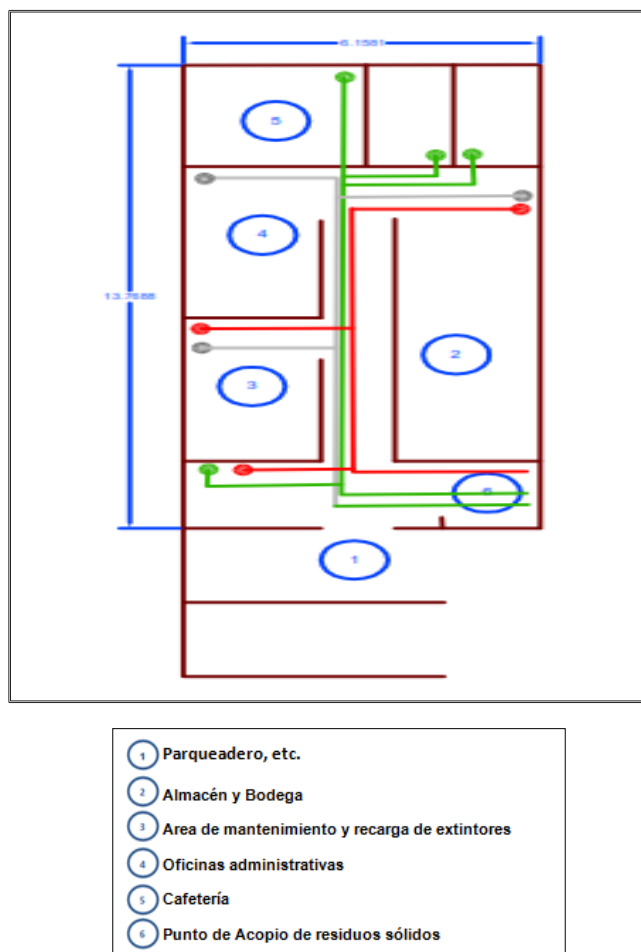 6.1581
5
4
13.7688
2
3
6
1
1 Parqueadero, etc.
2 Almacén y Bodega
3 Area de mantenimiento y recarga de extintores
4 Oficinas administrativas
5 Cafetería
6 Punto de Acopio de residuos sólidos